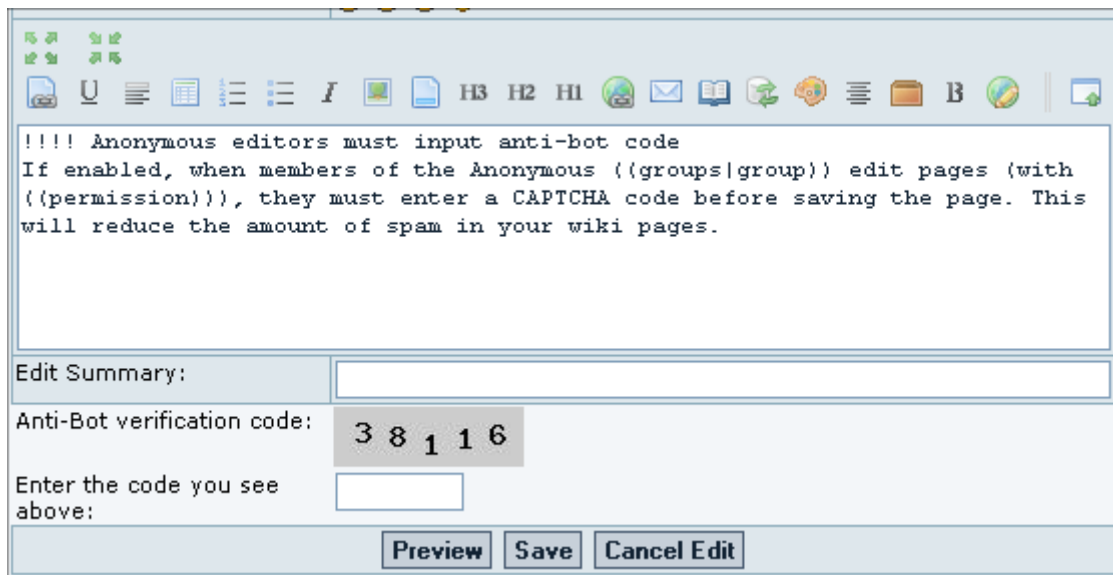 U I H3 H2 H1 B
!!!! Anonymous editors must input anti-bot code
If enabled, when members of the Anonymous ((groups|group)) edit pages (with
((permission))), they must enter a CAPTCHA code before saving the page. This
will reduce the amount of spam in your wiki pages.
Edit Summary:
Anti-Bot verification code: 3 8 1 1 6
Enter the code you see
above:
Preview Save Cancel Edit